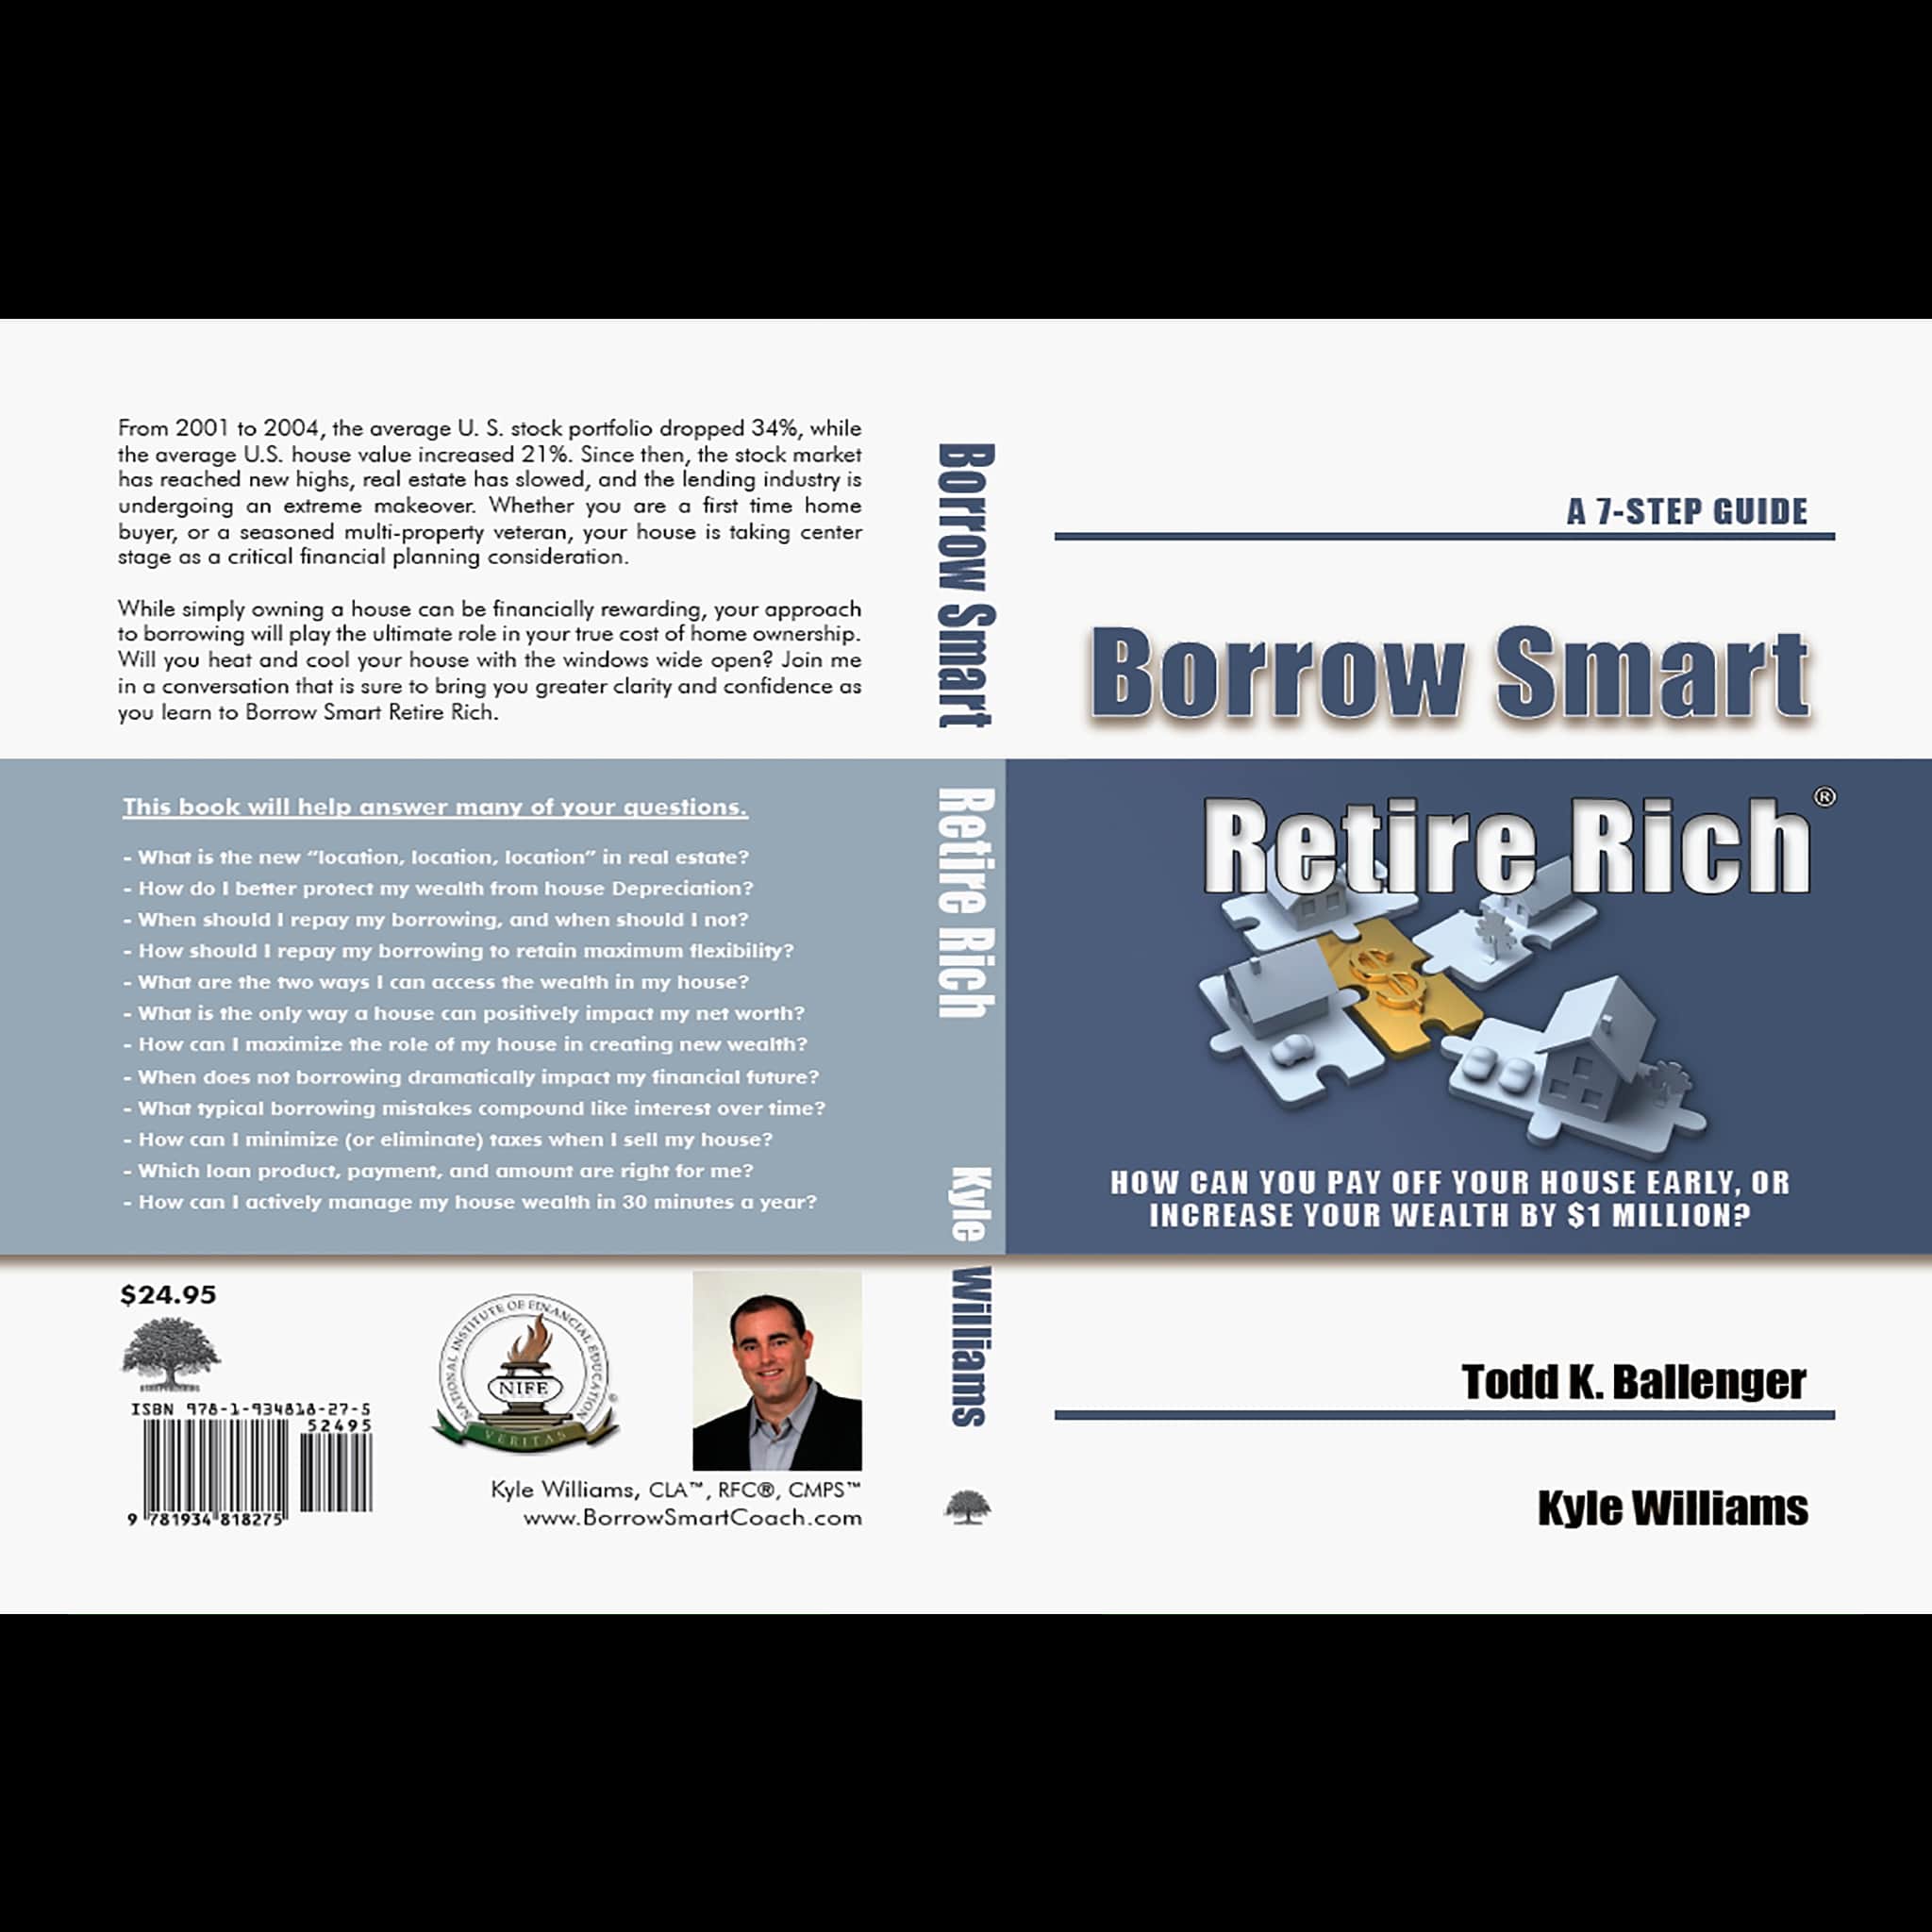 From 2001 to 2004, the average U. S. stock portfolio dropped 34%, while
the average U.S. house value increased 21%. Since then, the stock market
has reached new highs, real estate has slowed, and the lending industry is
undergoing an extreme makeover. Whether you are a first time home
buyer, or a seasoned multi-property veteran, your house is taking center
stage as a critical financial planning consideration.
While simply owning a house can be financially rewarding, your approach
to borrowing will play the ultimate role in your true cost of home ownership.
Will you heat and cool your house with the windows wide open? Join me
in a conversation that is sure to bring you greater clarity and confidence as
you learn to Borrow Smart Retire Rich.
This book will help answer many of your questions.
- What is the new “location, location, location” in real estate?
- How do I better protect my wealth from house Depreciation?
- When should I repay my borrowing, and when should I not?
- How should I repay my borrowing to retain maximum flexibility?
- What are the two ways I can access the wealth in my house?
- What is the only way a house can positively impact my net worth?
- How can I maximize the role of my house in creating new wealth?
- When does not borrowing dramatically impact my financial future?
- What typical borrowing mistakes compound like interest over time?
- How can I minimize (or eliminate) taxes when I sell my house?
- Which loan product, payment, and amount are right for me?
- How can I actively manage my house wealth in 30 minutes a year?
$24.95
ISBN 978-1-934818-27-5
52495
9 781934 818275
NATIONAL INSTITUTE OF FINANCIAL EDUCATION
®
NIFE
VERITAS
Kyle Williams, CLA™, RFC®, CMPS™
www.BorrowSmartCoach.com
Borrow Smart Retire Rich Kyle Williams
A 7-STEP GUIDE
Borrow Smart
Retire Rich®
$
HOW CAN YOU PAY OFF YOUR HOUSE EARLY, OR
INCREASE YOUR WEALTH BY $1 MILLION?
Todd K. Ballenger
Kyle Williams